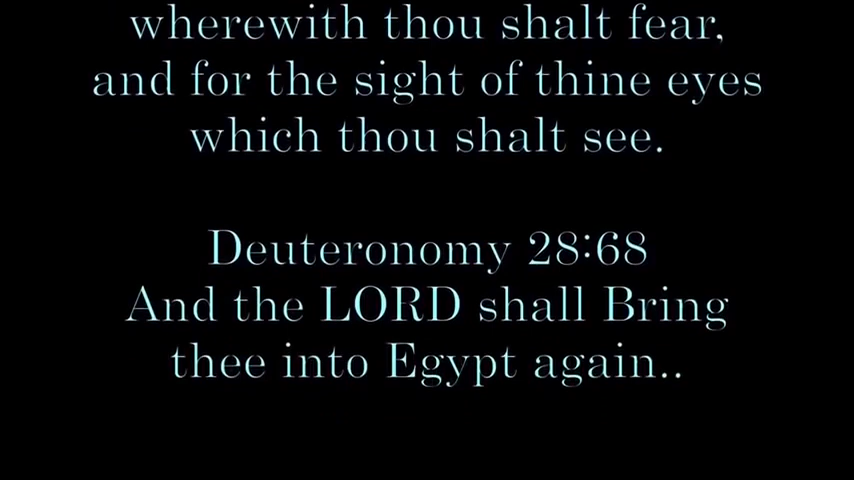 wherewith thou shalt fear,
and for the sight of thine eyes
which thou shalt see.
Deuteronomy 28:68
And the LORD shall Bring
thee into Egypt again..